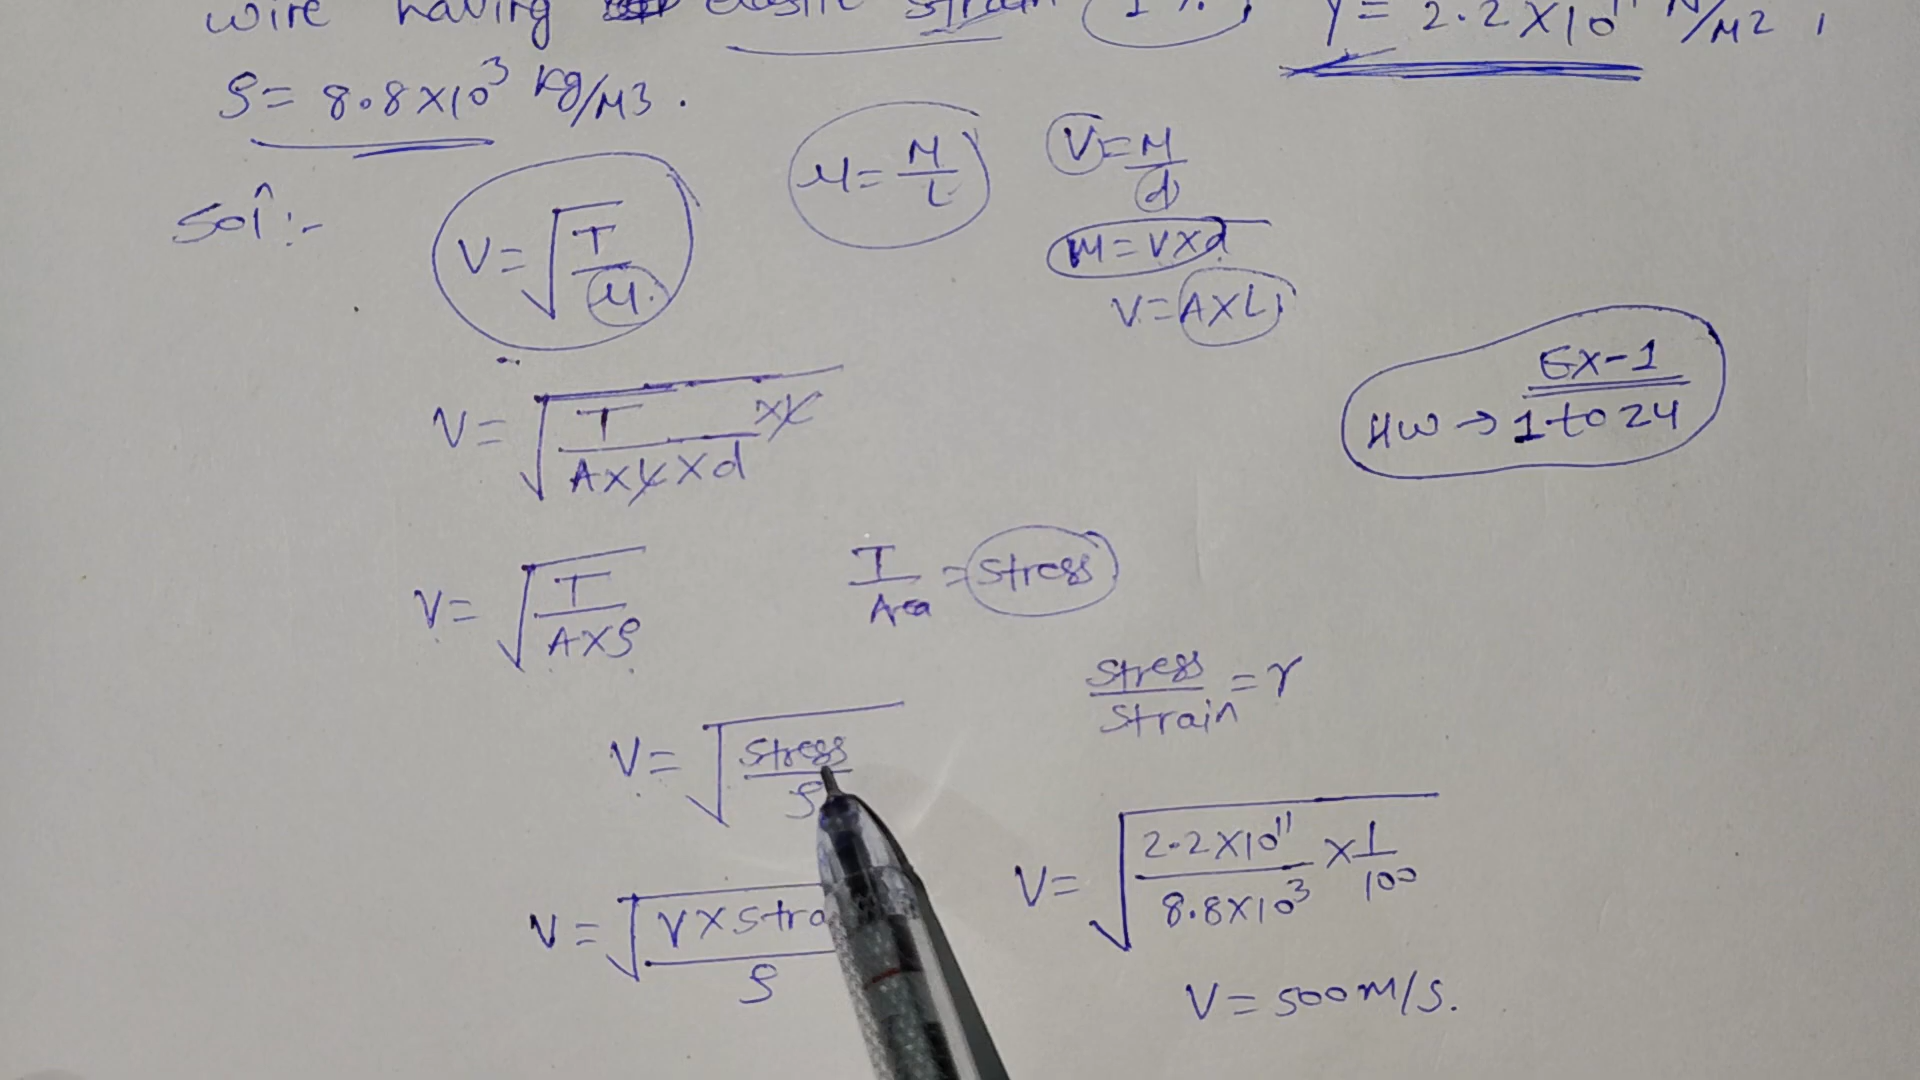 wire having elastic strain 1%, Y = 2.2×10¹¹ N/M2,
ρ = 8.8×10³ kg/M3.
Sol:-
V = √(T/μ)
μ = M/L
V = M/d
M = V×d
V = A×L
V = √(T/(A×L×d) ×L)
Ex-1
HW → 1 to 24
V = √(T/(A×ρ))
T/Area = stress
stress/strain = Y
V = √(stress/ρ)
V = √(Y×stra/ρ)
V = √(2.2×10¹¹/8.8×10³ × 1/100)
V = 500 M/S.